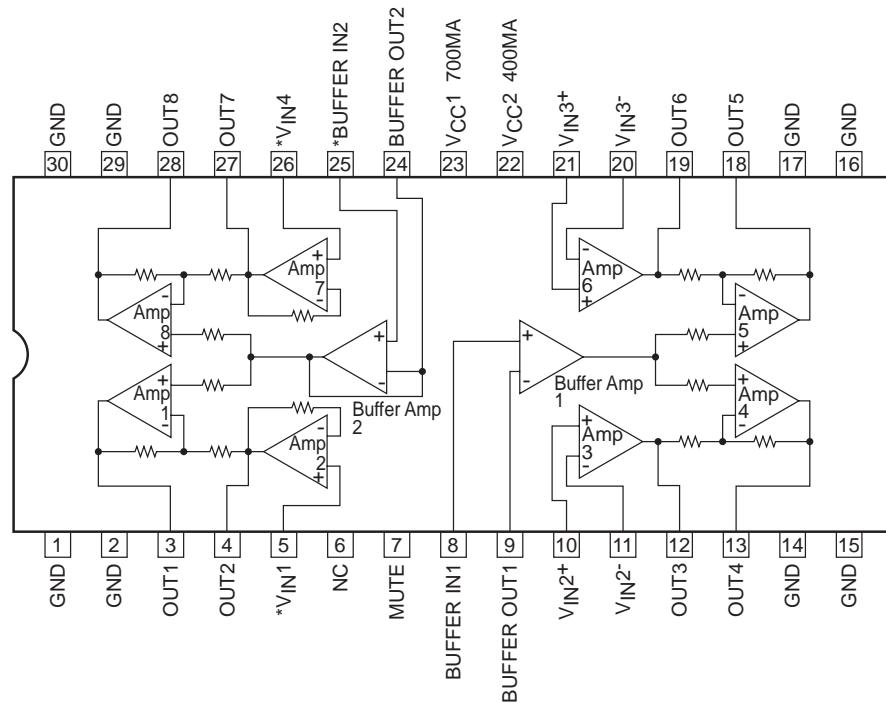 GND
GND
OUT8
OUT7
*VIN4
*BUFFER IN2
BUFFER OUT2
VCC1 700MA
VCC2 400MA
VIN3+
VIN3-
OUT6
OUT5
GND
GND
30 29 28 27 26 25 24 23 22 21 20 19 18 17 16
+
Amp
7
-
-
Amp
6
+
-
Amp
8
+
-
Amp
5
+
+
-
Buffer Amp
2
+
-
Buffer Amp
1
+
Amp
1
-
+
Amp
4
-
-
Amp
2
+
+
Amp
3
-
1 2 3 4 5 6 7 8 9 10 11 12 13 14 15
GND
GND
OUT1
OUT2
*VIN1
NC
MUTE
BUFFER IN1
BUFFER OUT1
VIN2+
VIN2-
OUT3
OUT4
GND
GND